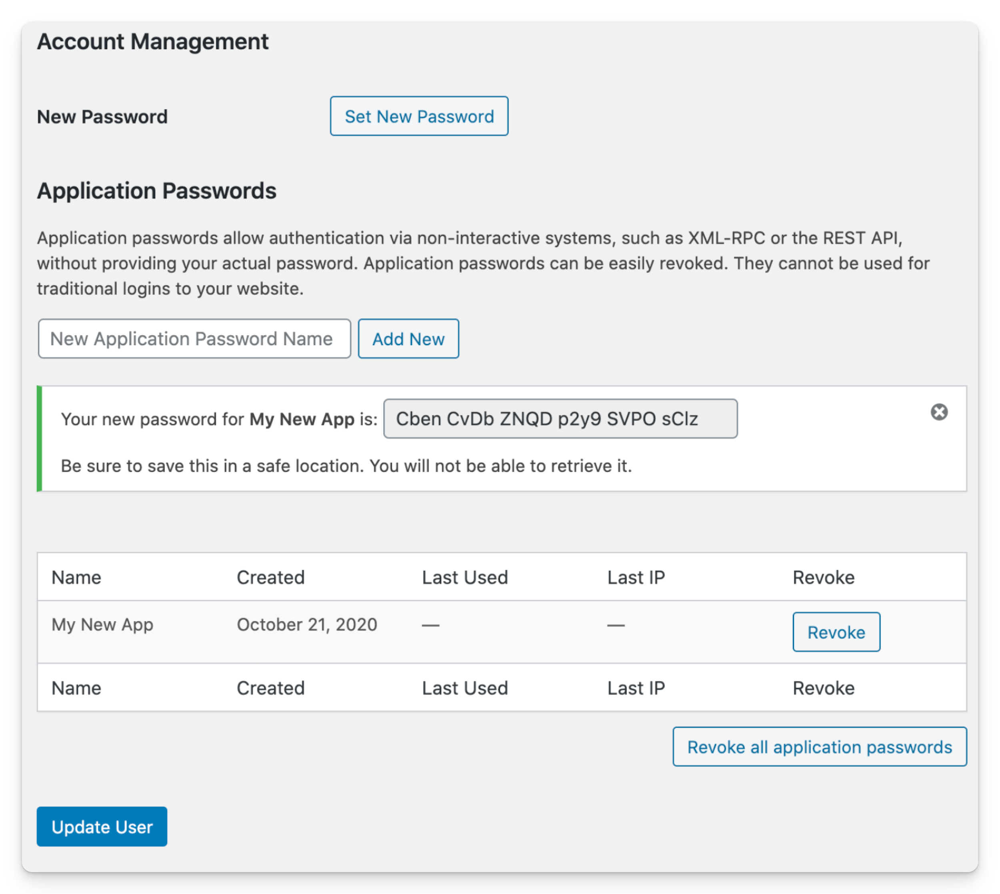 Account Management
New Password
Set New Password
Application Passwords
Application passwords allow authentication via non-interactive systems, such as XML-RPC or the REST API,
without providing your actual password. Application passwords can be easily revoked. They cannot be used for
traditional logins to your website.
New Application Password Name
Add New
Your new password for My New App is: Cben CvDb ZNQD p2y9 SVPO sClz
Be sure to save this in a safe location. You will not be able to retrieve it.
Name Created Last Used Last IP Revoke
My New App October 21, 2020 — — Revoke
Name Created Last Used Last IP Revoke
Revoke all application passwords
Update User